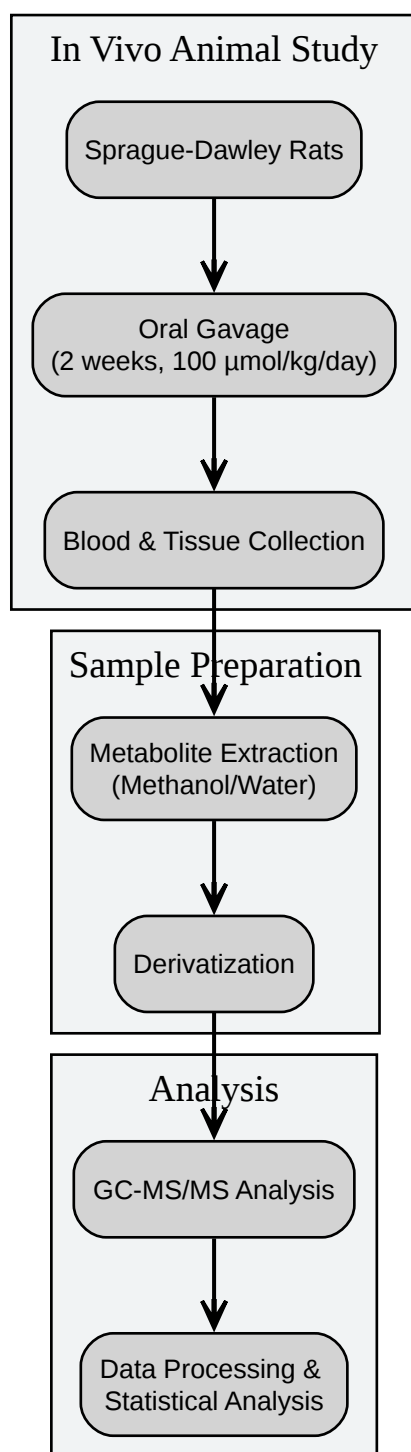 In Vivo Animal Study
Sprague-Dawley Rats
Oral Gavage
(2 weeks, 100 µmol/kg/day)
Blood & Tissue Collection
Sample Preparation
Metabolite Extraction
(Methanol/Water)
Derivatization
Analysis
GC-MS/MS Analysis
Data Processing &
Statistical Analysis